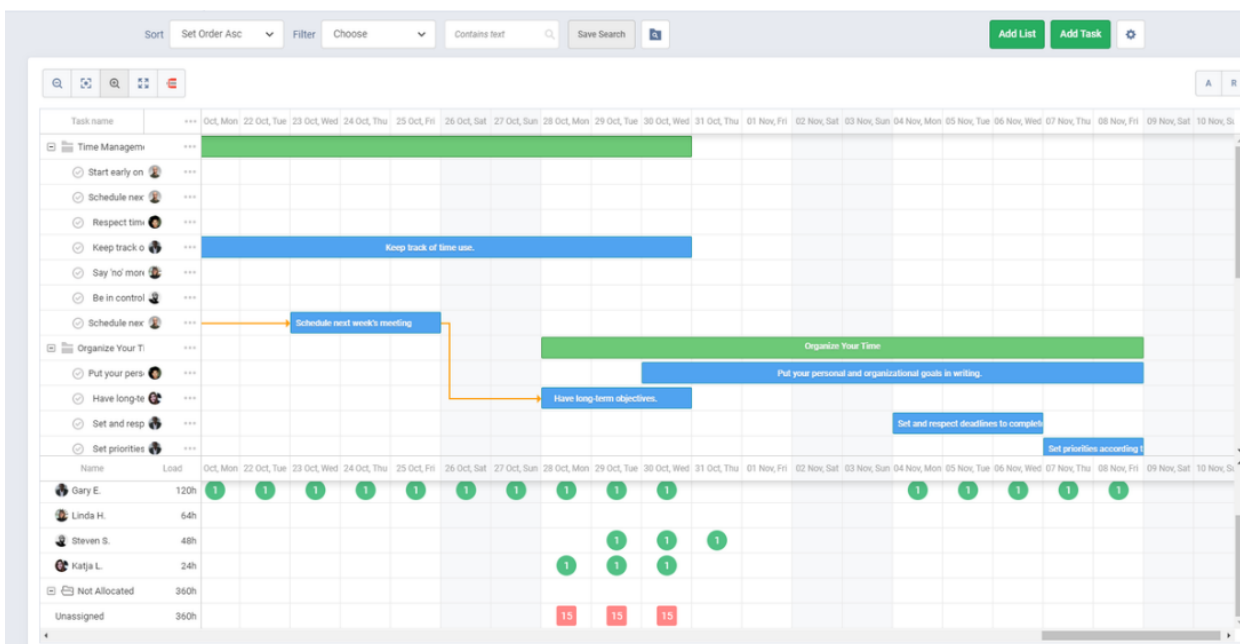 Sort Set Order Asc Filter Choose Contains text Save Search Add List Add Task
A R
Task name Oct, Mon 22 Oct, Tue 23 Oct, Wed 24 Oct, Thu 25 Oct, Fri 26 Oct, Sat 27 Oct, Sun 28 Oct, Mon 29 Oct, Tue 30 Oct, Wed 31 Oct, Thu 01 Nov, Fri 02 Nov, Sat 03 Nov, Sun 04 Nov, Mon 05 Nov, Tue 06 Nov, Wed 07 Nov, Thu 08 Nov, Fri 09 Nov, Sat 10 Nov, Su
Time Managem
Start early on
Schedule nex
Respect tim
Keep track o Keep track of time use.
Say 'no' more
Be in control
Schedule nex Schedule next week's meeting
Organize Your Ti Organize Your Time
Put your pers Put your personal and organizational goals in writing.
Have long-te Have long-term objectives.
Set and resp Set and respect deadlines to complete
Set priorities Set priorities according t
Name Load Oct, Mon 22 Oct, Tue 23 Oct, Wed 24 Oct, Thu 25 Oct, Fri 26 Oct, Sat 27 Oct, Sun 28 Oct, Mon 29 Oct, Tue 30 Oct, Wed 31 Oct, Thu 01 Nov, Fri 02 Nov, Sat 03 Nov, Sun 04 Nov, Mon 05 Nov, Tue 06 Nov, Wed 07 Nov, Thu 08 Nov, Fri 09 Nov, Sat 10 Nov, Su
Gary E. 120h 1 1 1 1 1 1 1 1 1 1 1 1 1 1 1
Linda H. 64h
Steven S. 48h 1 1 1
Katja L. 24h 1 1 1
Not Allocated 360h
Unassigned 360h 15 15 15